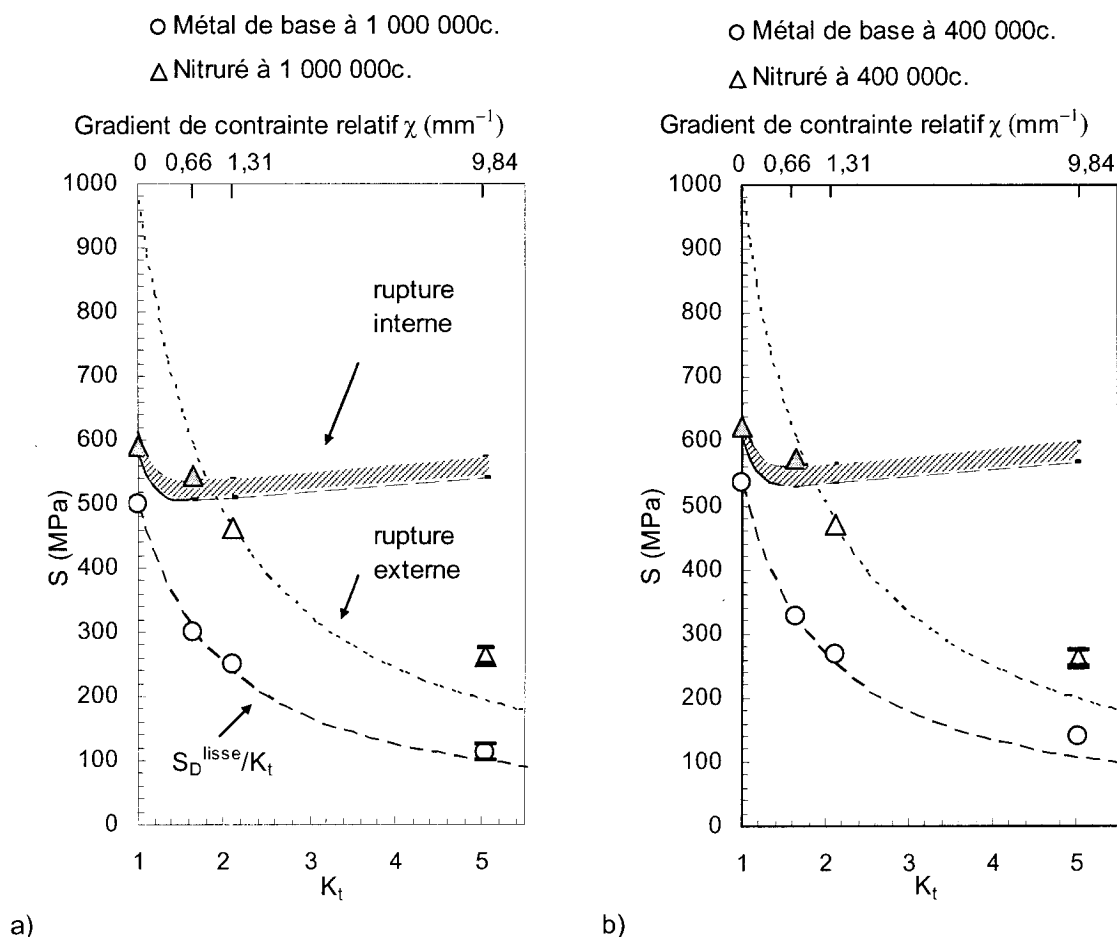 ○ Métal de base à 1 000 000c.
△ Nitruré à 1 000 000c.
Gradient de contrainte relatif χ (mm⁻¹)
0 0,66 1,31 9,84
1000
900
800
700
600
500
400
300
200
100
0
S (MPa)
rupture
interne
rupture
externe
S_D^lisse/K_t
1 2 3 4 5
K_t
a)
○ Métal de base à 400 000c.
△ Nitruré à 400 000c.
Gradient de contrainte relatif χ (mm⁻¹)
0 0,66 1,31 9,84
1000
900
800
700
600
500
400
300
200
100
0
S (MPa)
1 2 3 4 5
K_t
b)